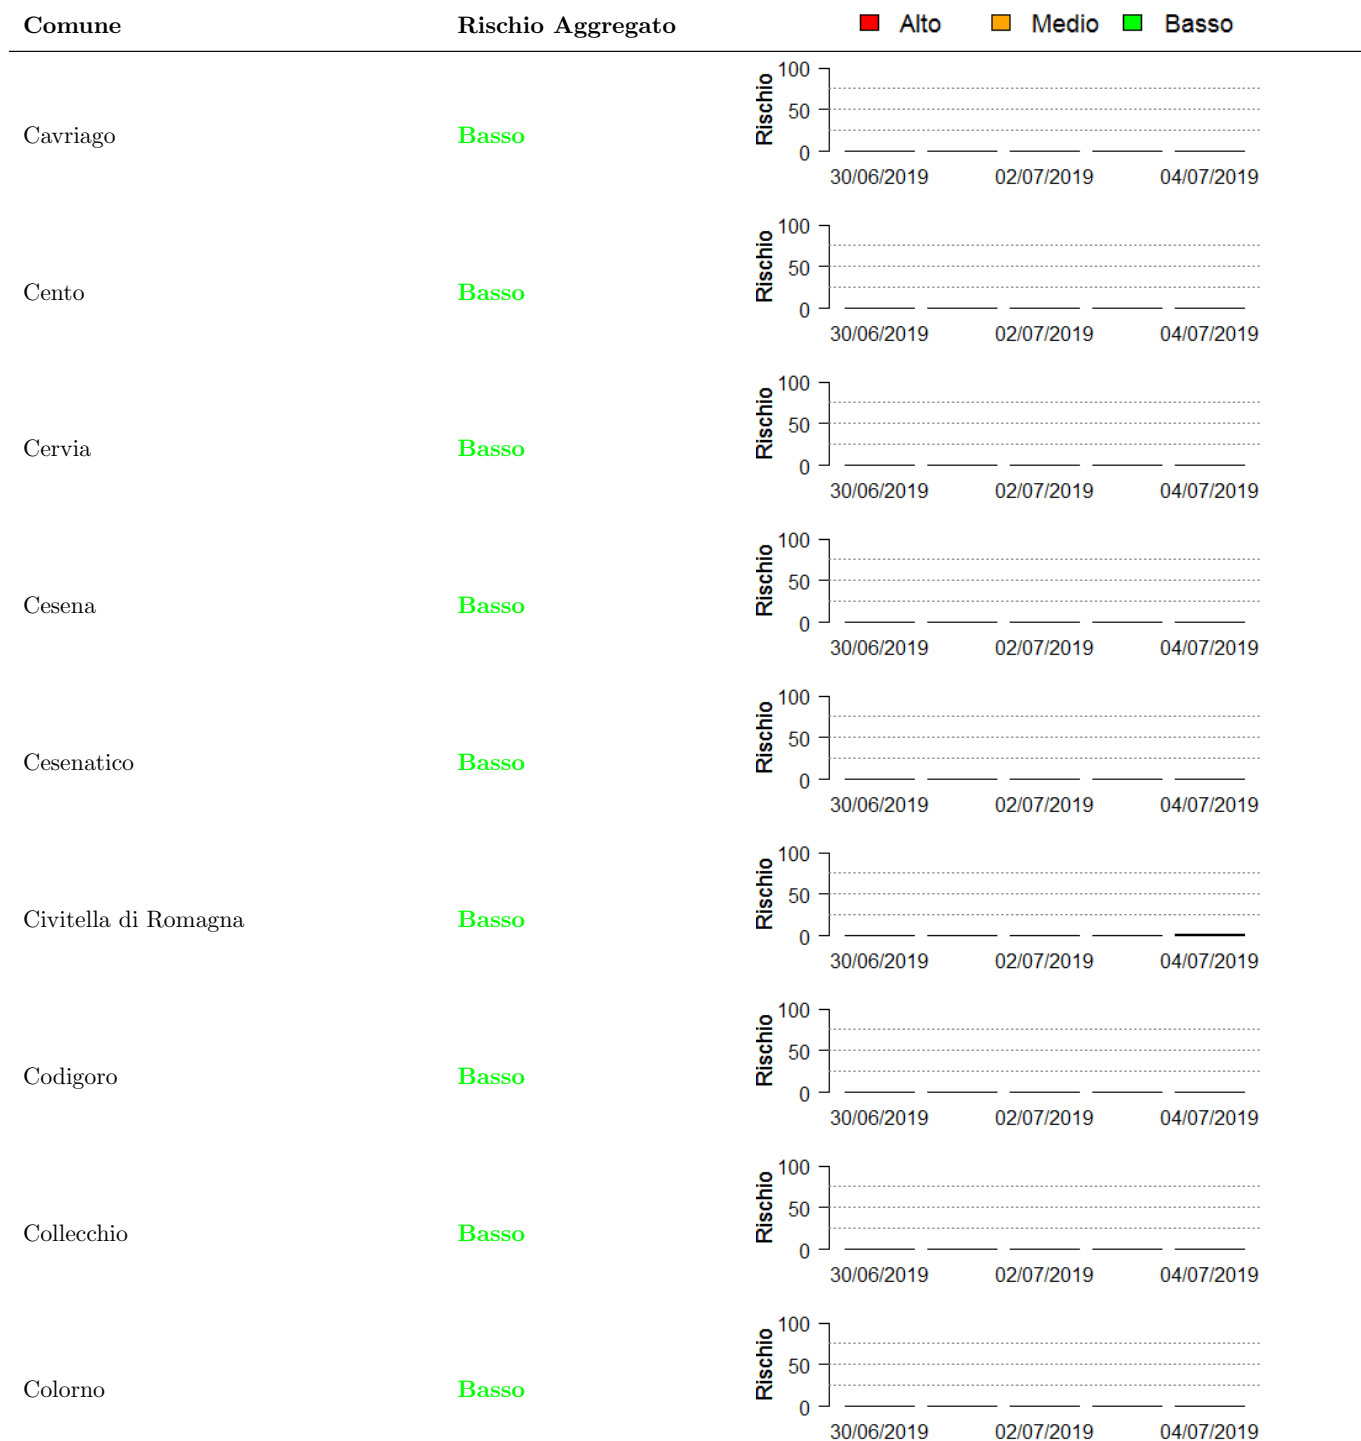 Comune Rischio Aggregato Alto Medio Basso
Cavriago Basso Rischio 100 50 0
30/06/2019 02/07/2019 04/07/2019
Cento Basso Rischio 100 50 0
30/06/2019 02/07/2019 04/07/2019
Cervia Basso Rischio 100 50 0
30/06/2019 02/07/2019 04/07/2019
Cesena Basso Rischio 100 50 0
30/06/2019 02/07/2019 04/07/2019
Cesenatico Basso Rischio 100 50 0
30/06/2019 02/07/2019 04/07/2019
Civitella di Romagna Basso Rischio 100 50 0
30/06/2019 02/07/2019 04/07/2019
Codigoro Basso Rischio 100 50 0
30/06/2019 02/07/2019 04/07/2019
Collecchio Basso Rischio 100 50 0
30/06/2019 02/07/2019 04/07/2019
Colorno Basso Rischio 100 50 0
30/06/2019 02/07/2019 04/07/2019